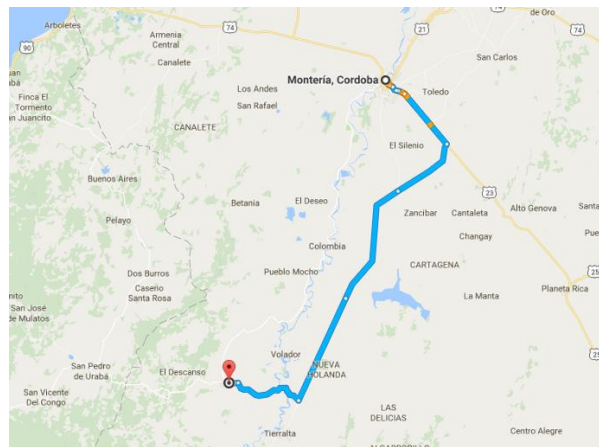 Arboletes
90
Armenia
Central
Canalete
74
21
de Oro
74
San Carlos
Finca El
Tormento
San Juancito
Los Andes
San Rafael
Montería, Cordoba
Toledo
CANALETE
El Silenio
Buenos Aires
Betania
El Deseo
23
Alto Genova
Pelayo
Zancibar
Cantaleta
Changay
Colombia
Dos Burros
Caserio
Santa Rosa
Pueblo Mocho
CARTAGENA
Planeta Rica
La Manta
San José
de Mulatos
25
San Pedro
de Urabá
El Descanso
Volador
NUEVA
HOLANDA
San Vicente
Del Congo
LAS
DELICIAS
Tierralta
Centro Alegre